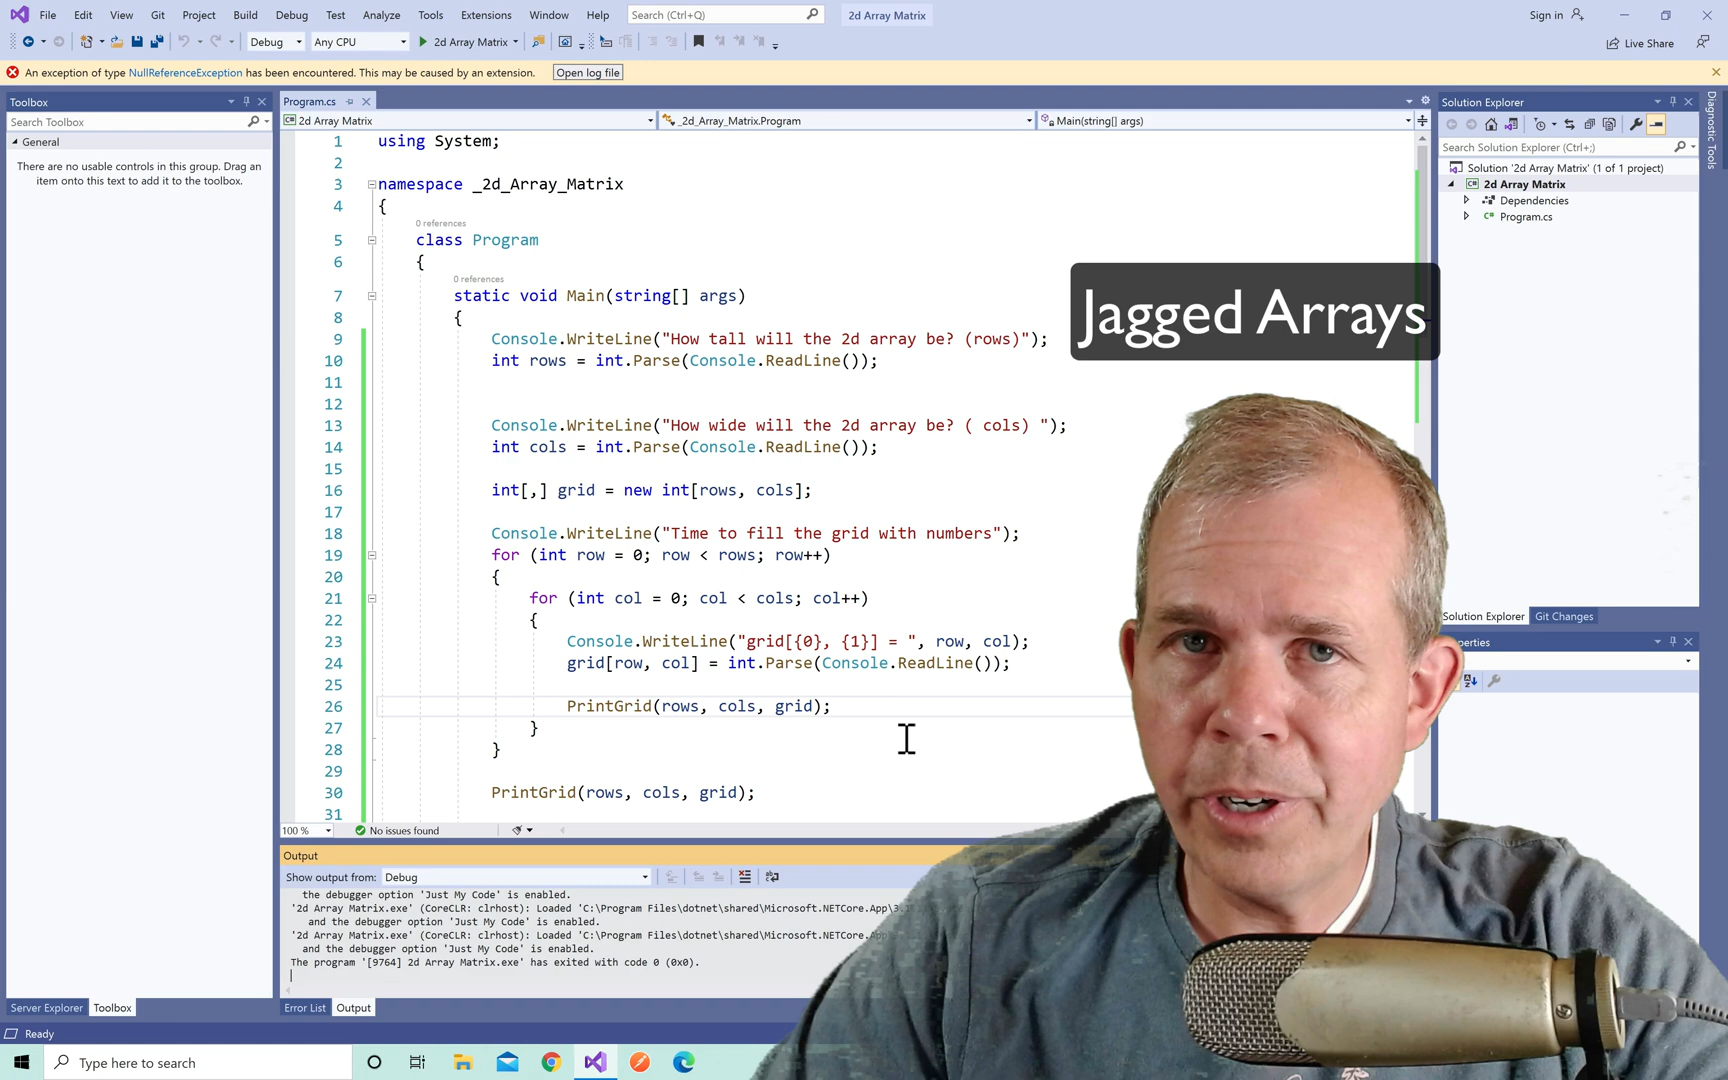 File Edit View Git Project Build Debug Test Analyze Tools Extensions Window Help Search (Ctrl+Q) 2d Array Matrix Sign in
Debug Any CPU 2d Array Matrix Live Share
An exception of type NullReferenceException has been encountered. This may be caused by an extension. Open log file
Toolbox
Search Toolbox
General
There are no usable controls in this group. Drag an
item onto this text to add it to the toolbox.
Program.cs
2d Array Matrix _2d_Array_Matrix.Program Main(string[] args)
1 using System;
2
3 namespace _2d_Array_Matrix
4 {
0 references
5 class Program
6 {
0 references
7 static void Main(string[] args)
8 {
9 Console.WriteLine("How tall will the 2d array be? (rows)");
10 int rows = int.Parse(Console.ReadLine());
11
12
13 Console.WriteLine("How wide will the 2d array be? ( cols) ");
14 int cols = int.Parse(Console.ReadLine());
15
16 int[,] grid = new int[rows, cols];
17
18 Console.WriteLine("Time to fill the grid with numbers");
19 for (int row = 0; row < rows; row++)
20 {
21 for (int col = 0; col < cols; col++)
22 {
23 Console.WriteLine("grid[{0}, {1}] = ", row, col);
24 grid[row, col] = int.Parse(Console.ReadLine());
25
26 PrintGrid(rows, cols, grid);
27 }
28 }
29
30 PrintGrid(rows, cols, grid);
31
100 % No issues found
Jagged Arrays
Solution Explorer
Search Solution Explorer (Ctrl+;)
Solution '2d Array Matrix' (1 of 1 project)
2d Array Matrix
Dependencies
Program.cs
Solution Explorer Git Changes
Diagnostic Tools
Output
Show output from: Debug
the debugger option 'Just My Code' is enabled.
'2d Array Matrix.exe' (CoreCLR: clrhost): Loaded 'C:\Program Files\dotnet\shared\Microsoft.NETCore.App\3.
and the debugger option 'Just My Code' is enabled.
'2d Array Matrix.exe' (CoreCLR: clrhost): Loaded 'C:\Program Files\dotnet\shared\Microsoft.NETCore.App
and the debugger option 'Just My Code' is enabled.
The program '[9764] 2d Array Matrix.exe' has exited with code 0 (0x0).
Server Explorer Toolbox Error List Output
Ready
Type here to search